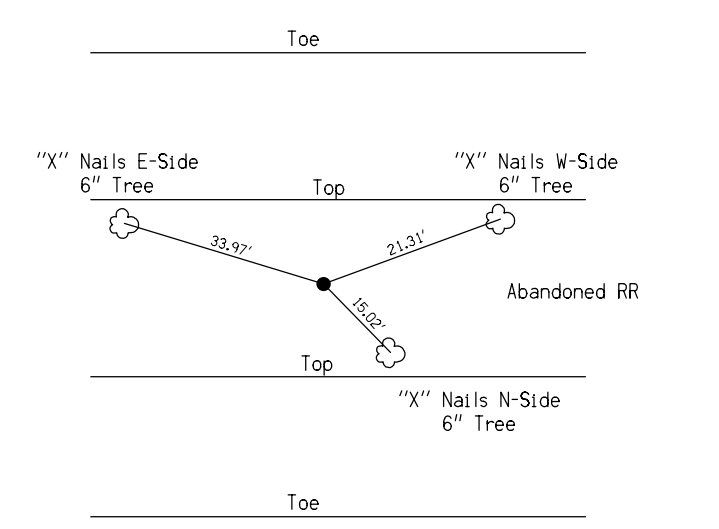 Toe
"X" Nails E-Side
6" Tree
"X" Nails W-Side
6" Tree
Top
33.97'
21.31'
Abandoned RR
15.02'
Top
"X" Nails N-Side
6" Tree
Toe